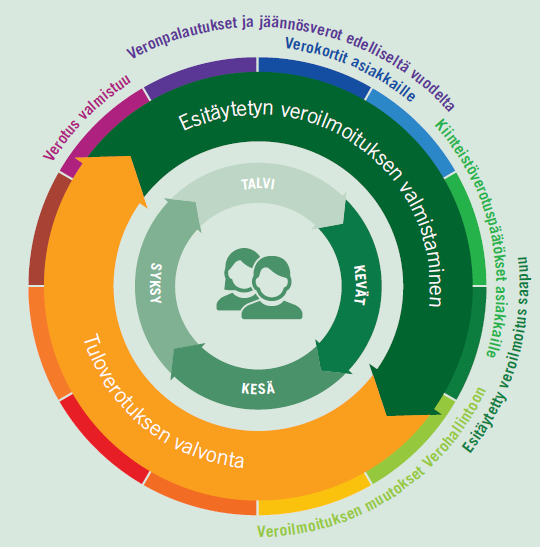 Veronpalautukset ja jäännösverot edelliseltä vuodelta
Verokortit asiakkaille
Verotus valmistuu
Kiinteistöverotuspäätökset asiakkaille
Esitäytetty veroilmoitus saapuu
Veroilmoituksen muutokset Verohallintoon
Esitäytetyn veroilmoituksen valmistaminen
Tuloverotuksen valvonta
TALVI
KEVÄT
KESÄ
SYKSY